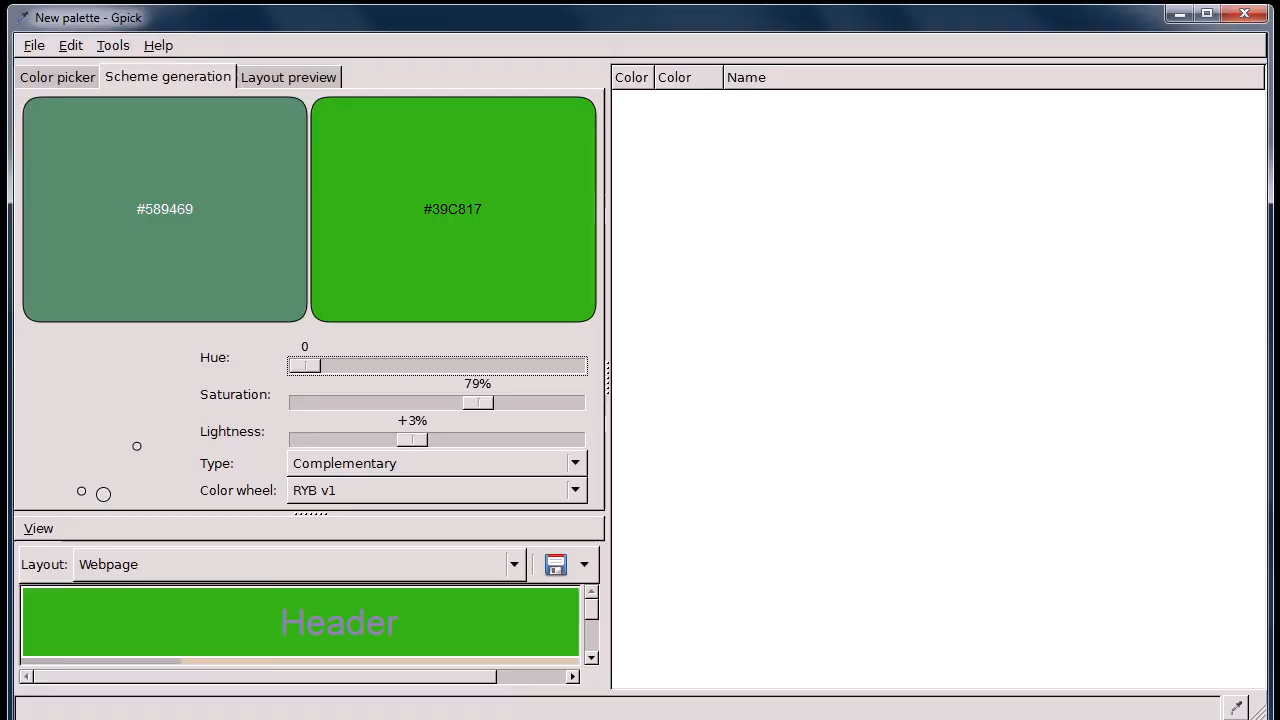 New palette - Gpick
File Edit Tools Help
Color picker Scheme generation Layout preview
Color Color Name
#589469 #39C817
0
Hue:
79%
Saturation:
+3%
Lightness:
Type: Complementary
Color wheel: RYB v1
View
Layout: Webpage
Header